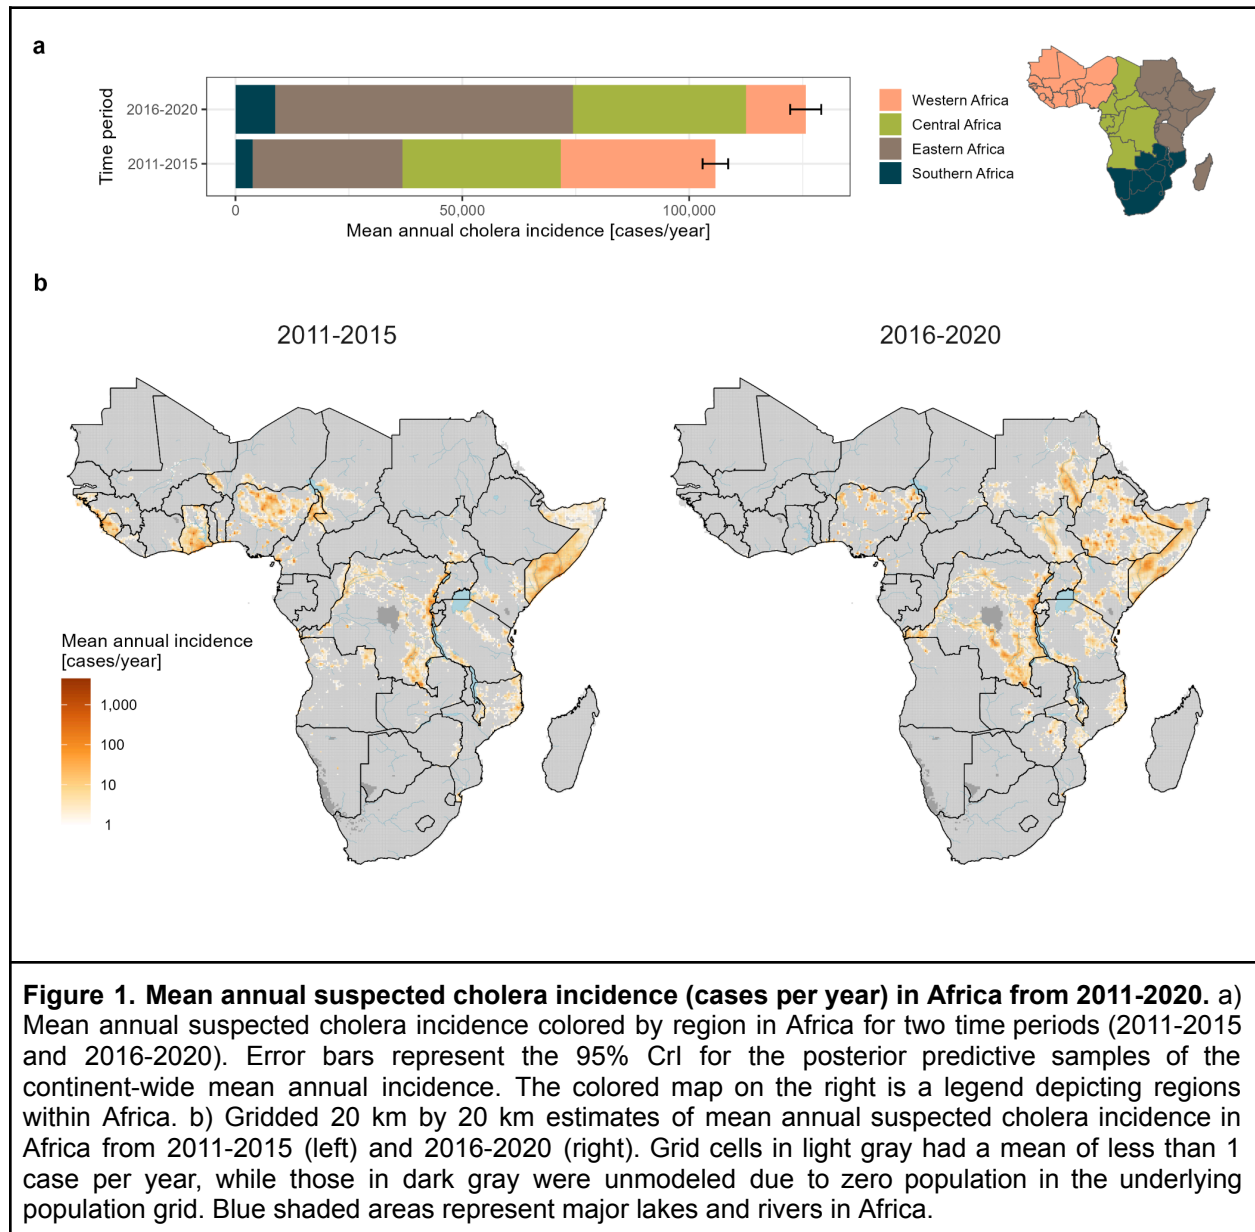 a
Time period
2016-2020
2011-2015
0
50,000
100,000
Mean annual cholera incidence [cases/year]
Western Africa
Central Africa
Eastern Africa
Southern Africa
b
2011-2015
2016-2020
Mean annual incidence
[cases/year]
1,000
100
10
1
Figure 1. Mean annual suspected cholera incidence (cases per year) in Africa from 2011-2020. a)
Mean annual suspected cholera incidence colored by region in Africa for two time periods (2011-2015
and 2016-2020). Error bars represent the 95% CrI for the posterior predictive samples of the
continent-wide mean annual incidence. The colored map on the right is a legend depicting regions
within Africa. b) Gridded 20 km by 20 km estimates of mean annual suspected cholera incidence in
Africa from 2011-2015 (left) and 2016-2020 (right). Grid cells in light gray had a mean of less than 1
case per year, while those in dark gray were unmodeled due to zero population in the underlying
population grid. Blue shaded areas represent major lakes and rivers in Africa.